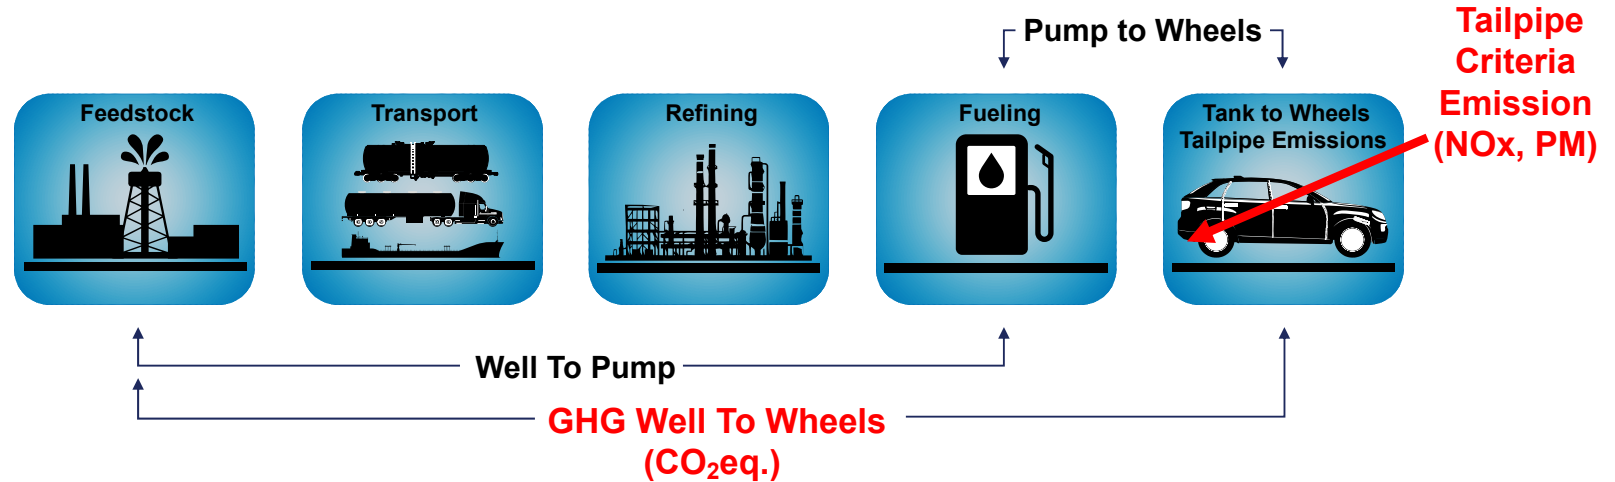 Pump to Wheels
Tailpipe
Criteria
Emission
(NOx, PM)
Feedstock
Transport
Refining
Fueling
Tank to Wheels
Tailpipe Emissions
Well To Pump
GHG Well To Wheels
(CO₂eq.)